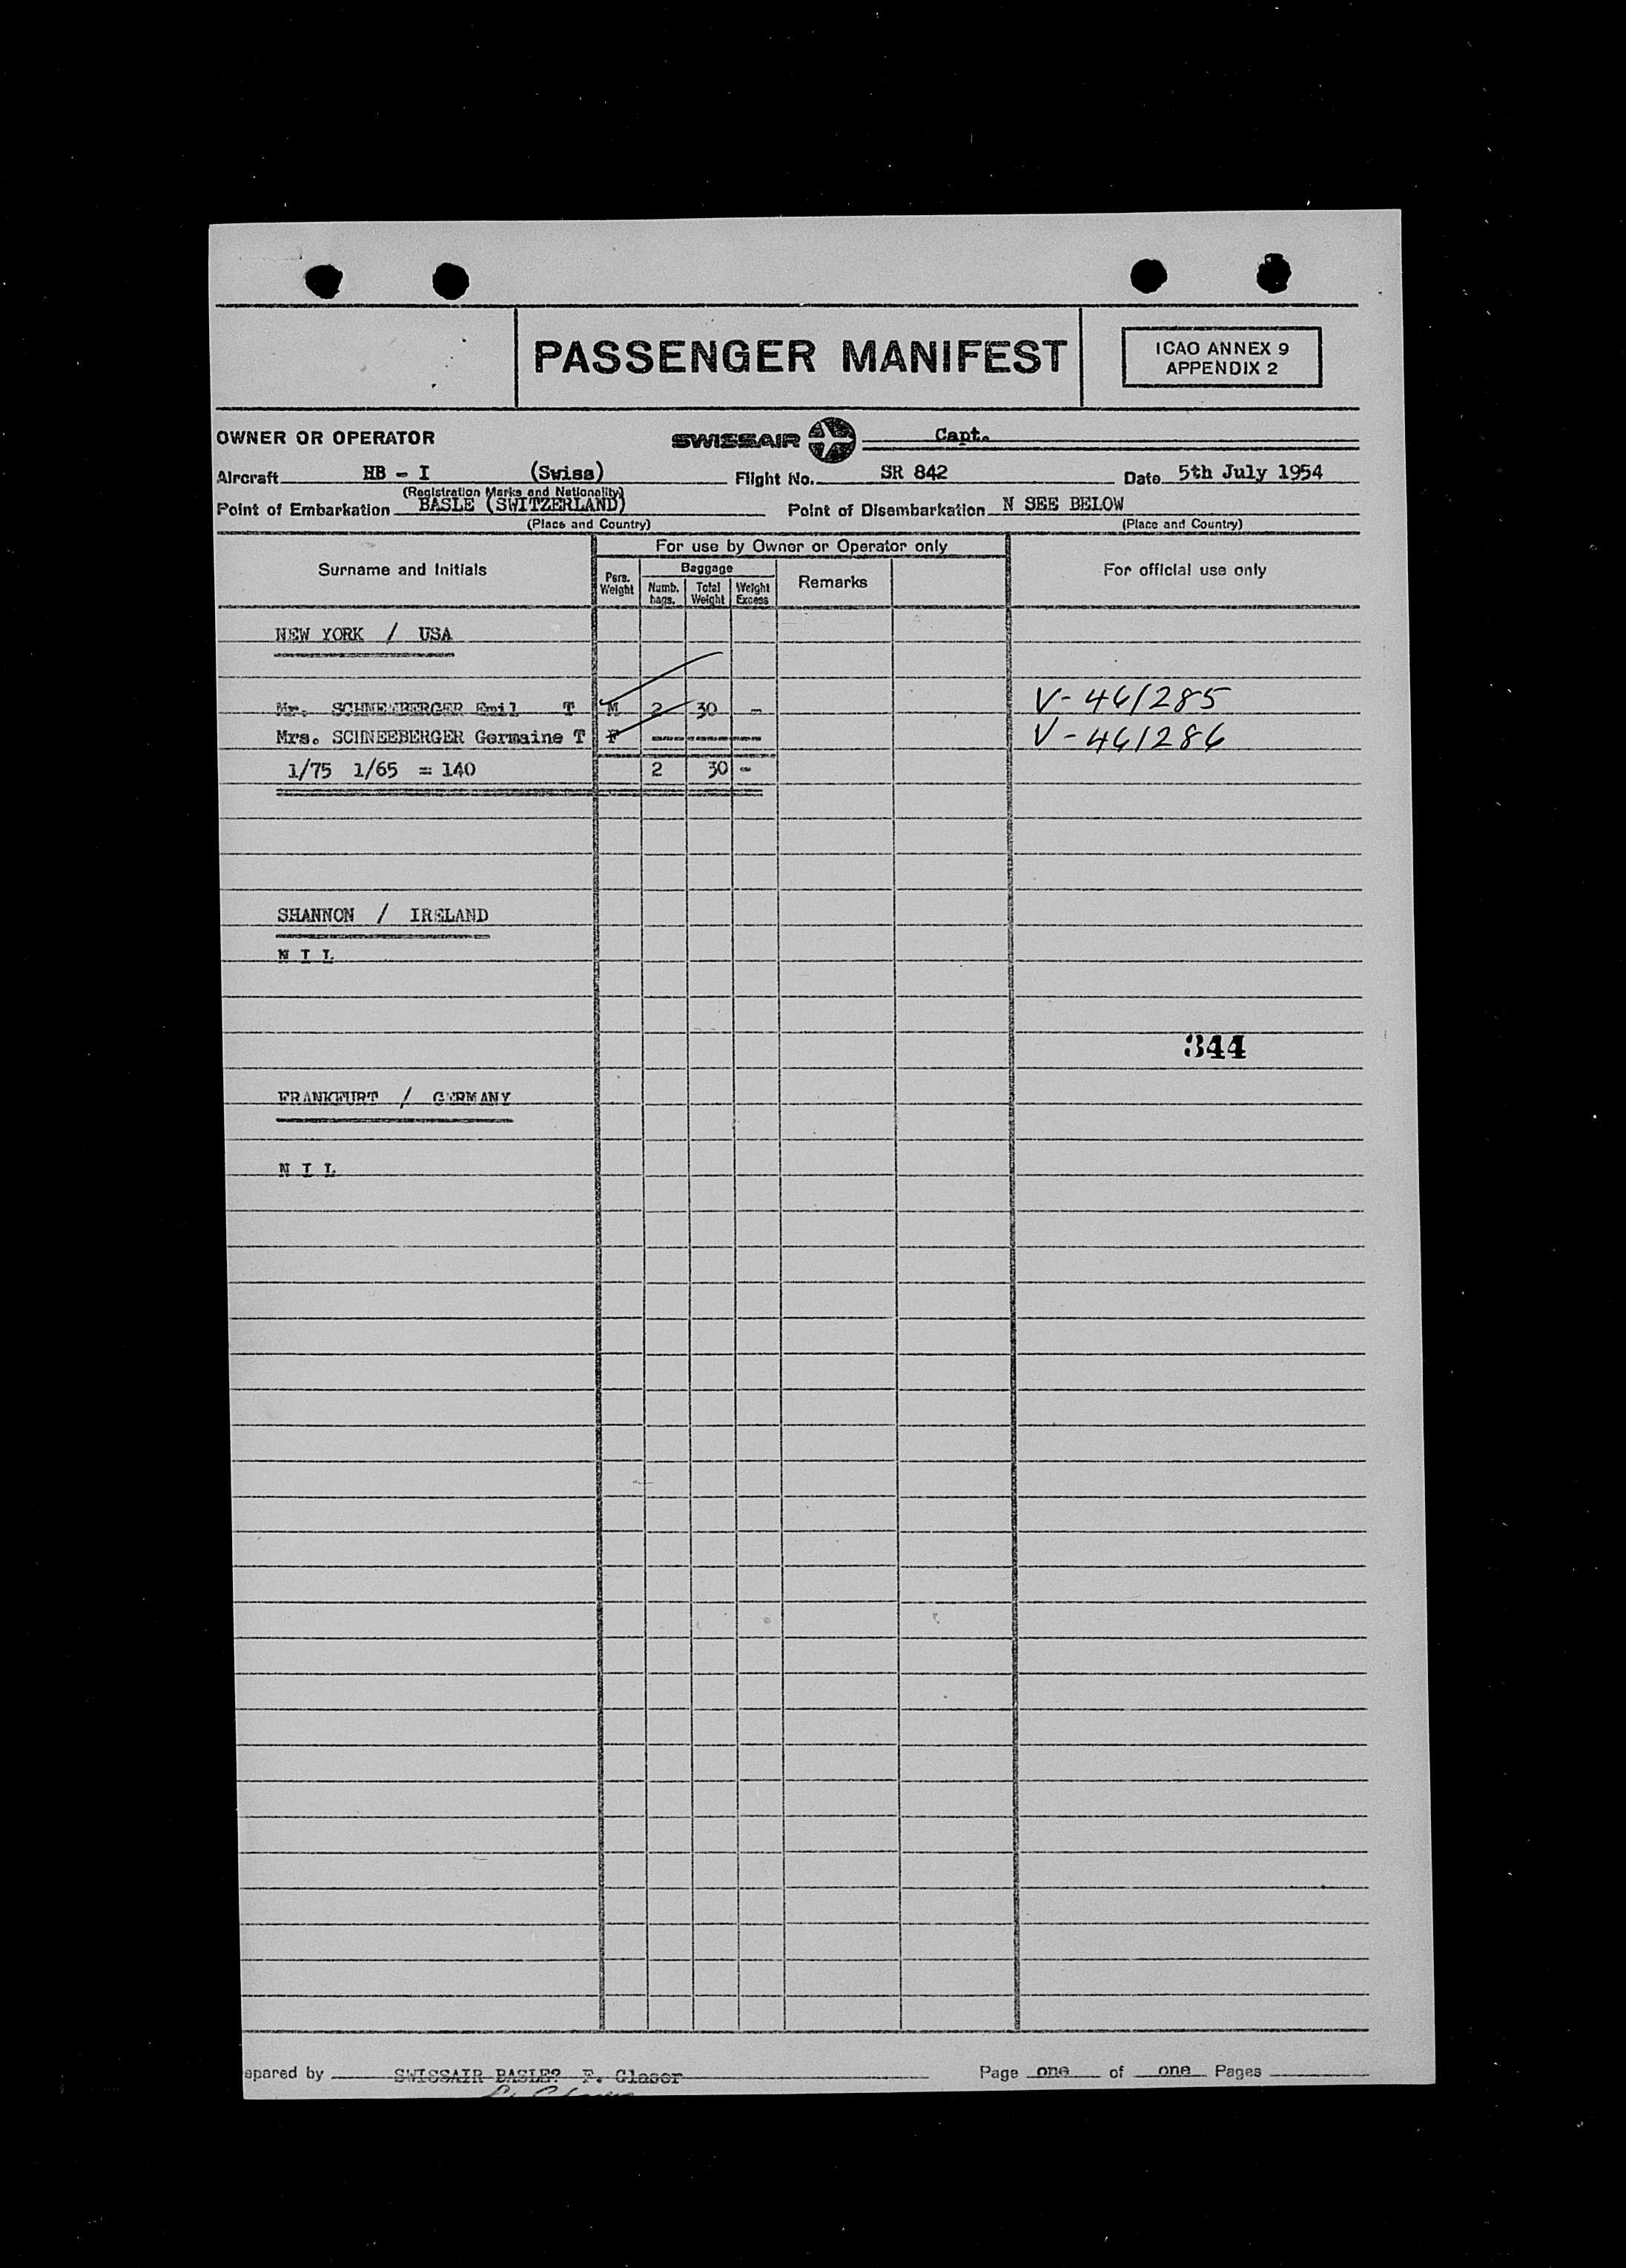 PASSENGER MANIFEST
ICAO ANNEX 9
APPENDIX 2
OWNER OR OPERATOR SWISSAIR Capt.
Aircraft HB - I (Swiss) Flight No. SR 842 Date 5th July 1954
(Registration Marks and Nationality)
Point of Embarkation BASLE (SWITZERLAND) Point of Disembarkation N SEE BELOW
(Place and Country) (Place and Country)
For use by Owner or Operator only
Surname and Initials Pers. Weight Baggage Numb. bags. Total Weight Weight Excess Remarks For official use only
NEW YORK / USA
Mr. SCHNEEBERGER Emil T M 2 30 - V-461285
Mrs. SCHNEEBERGER Germaine T F V-461286
1/75 1/65 = 140 2 30 -
SHANNON / IRELAND
N I L
344
FRANKFURT / GERMANY
N I L
epared by SWISSAIR BASLE? F. Glaser Page one of one Pages